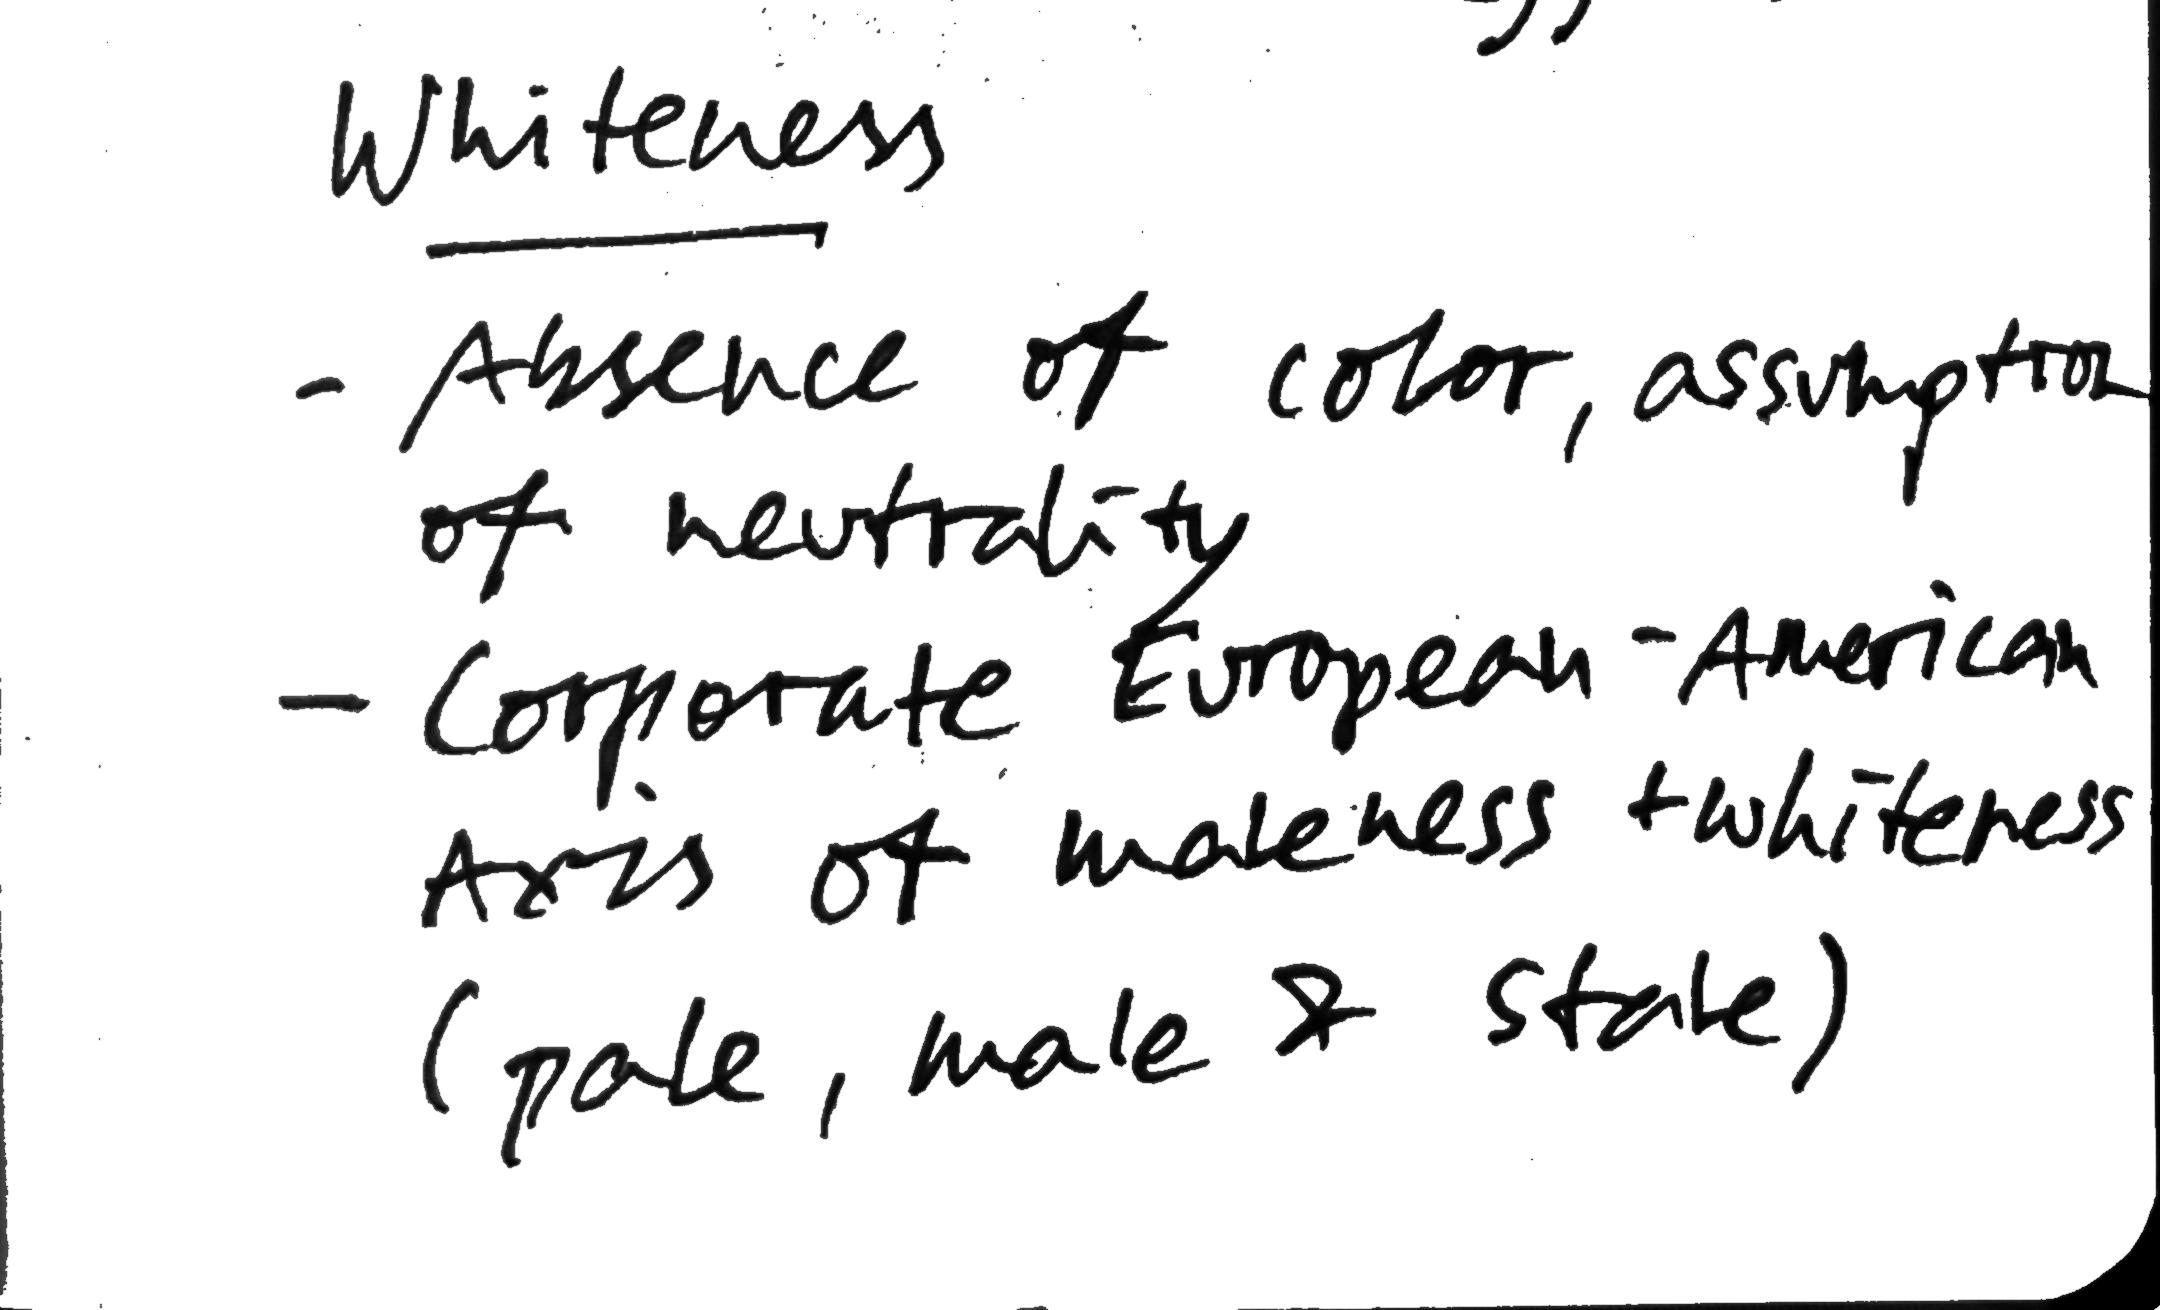 Whiteness
- Absence of color, assumption
of neutrality
- Corporate European-American
Axis of maleness + whiteness
(pale, male & stale)